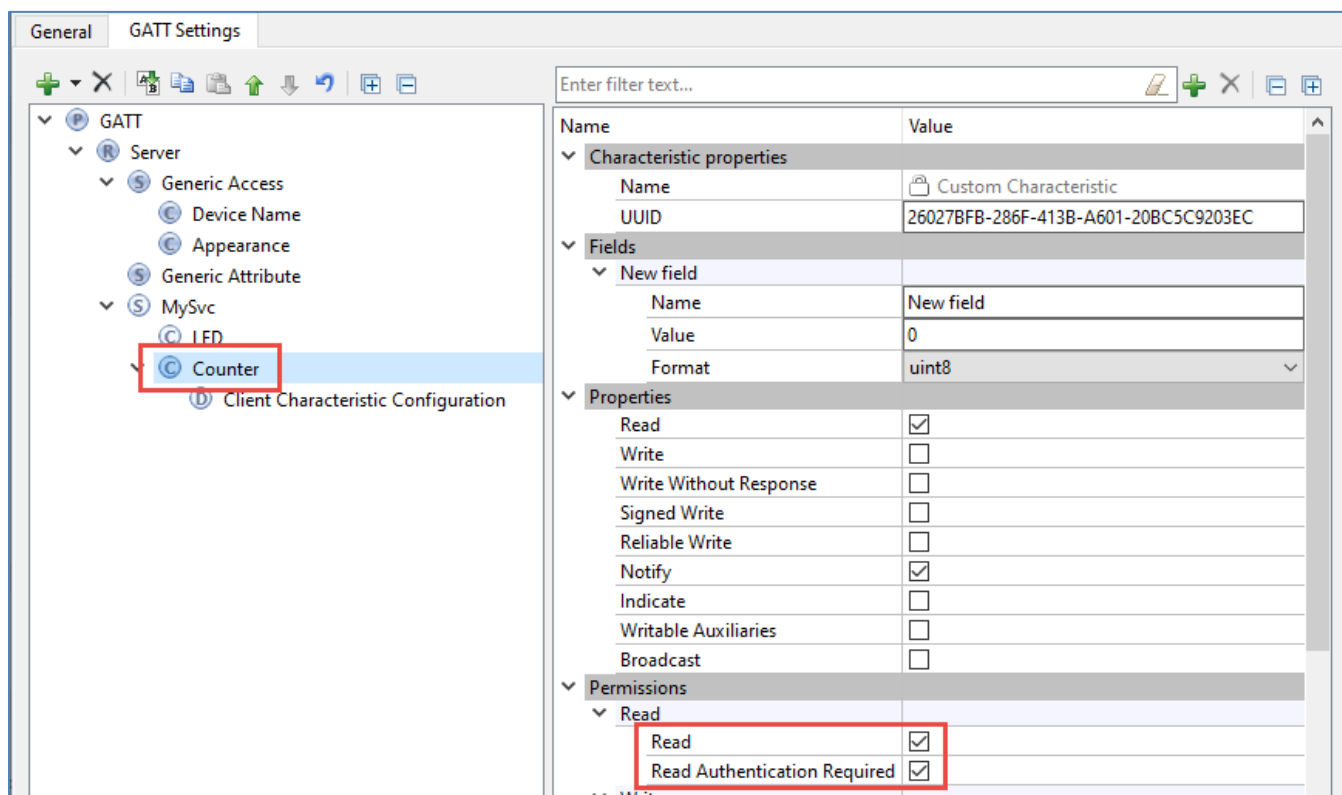 General GATT Settings
Enter filter text...
GATT
Server
Generic Access
Device Name
Appearance
Generic Attribute
MySvc
LED
Counter
Client Characteristic Configuration
Name Value
Characteristic properties
Name Custom Characteristic
UUID 26027BFB-286F-413B-A601-20BC5C9203EC
Fields
New field
Name New field
Value 0
Format uint8
Properties
Read
Write
Write Without Response
Signed Write
Reliable Write
Notify
Indicate
Writable Auxiliaries
Broadcast
Permissions
Read
Read
Read Authentication Required